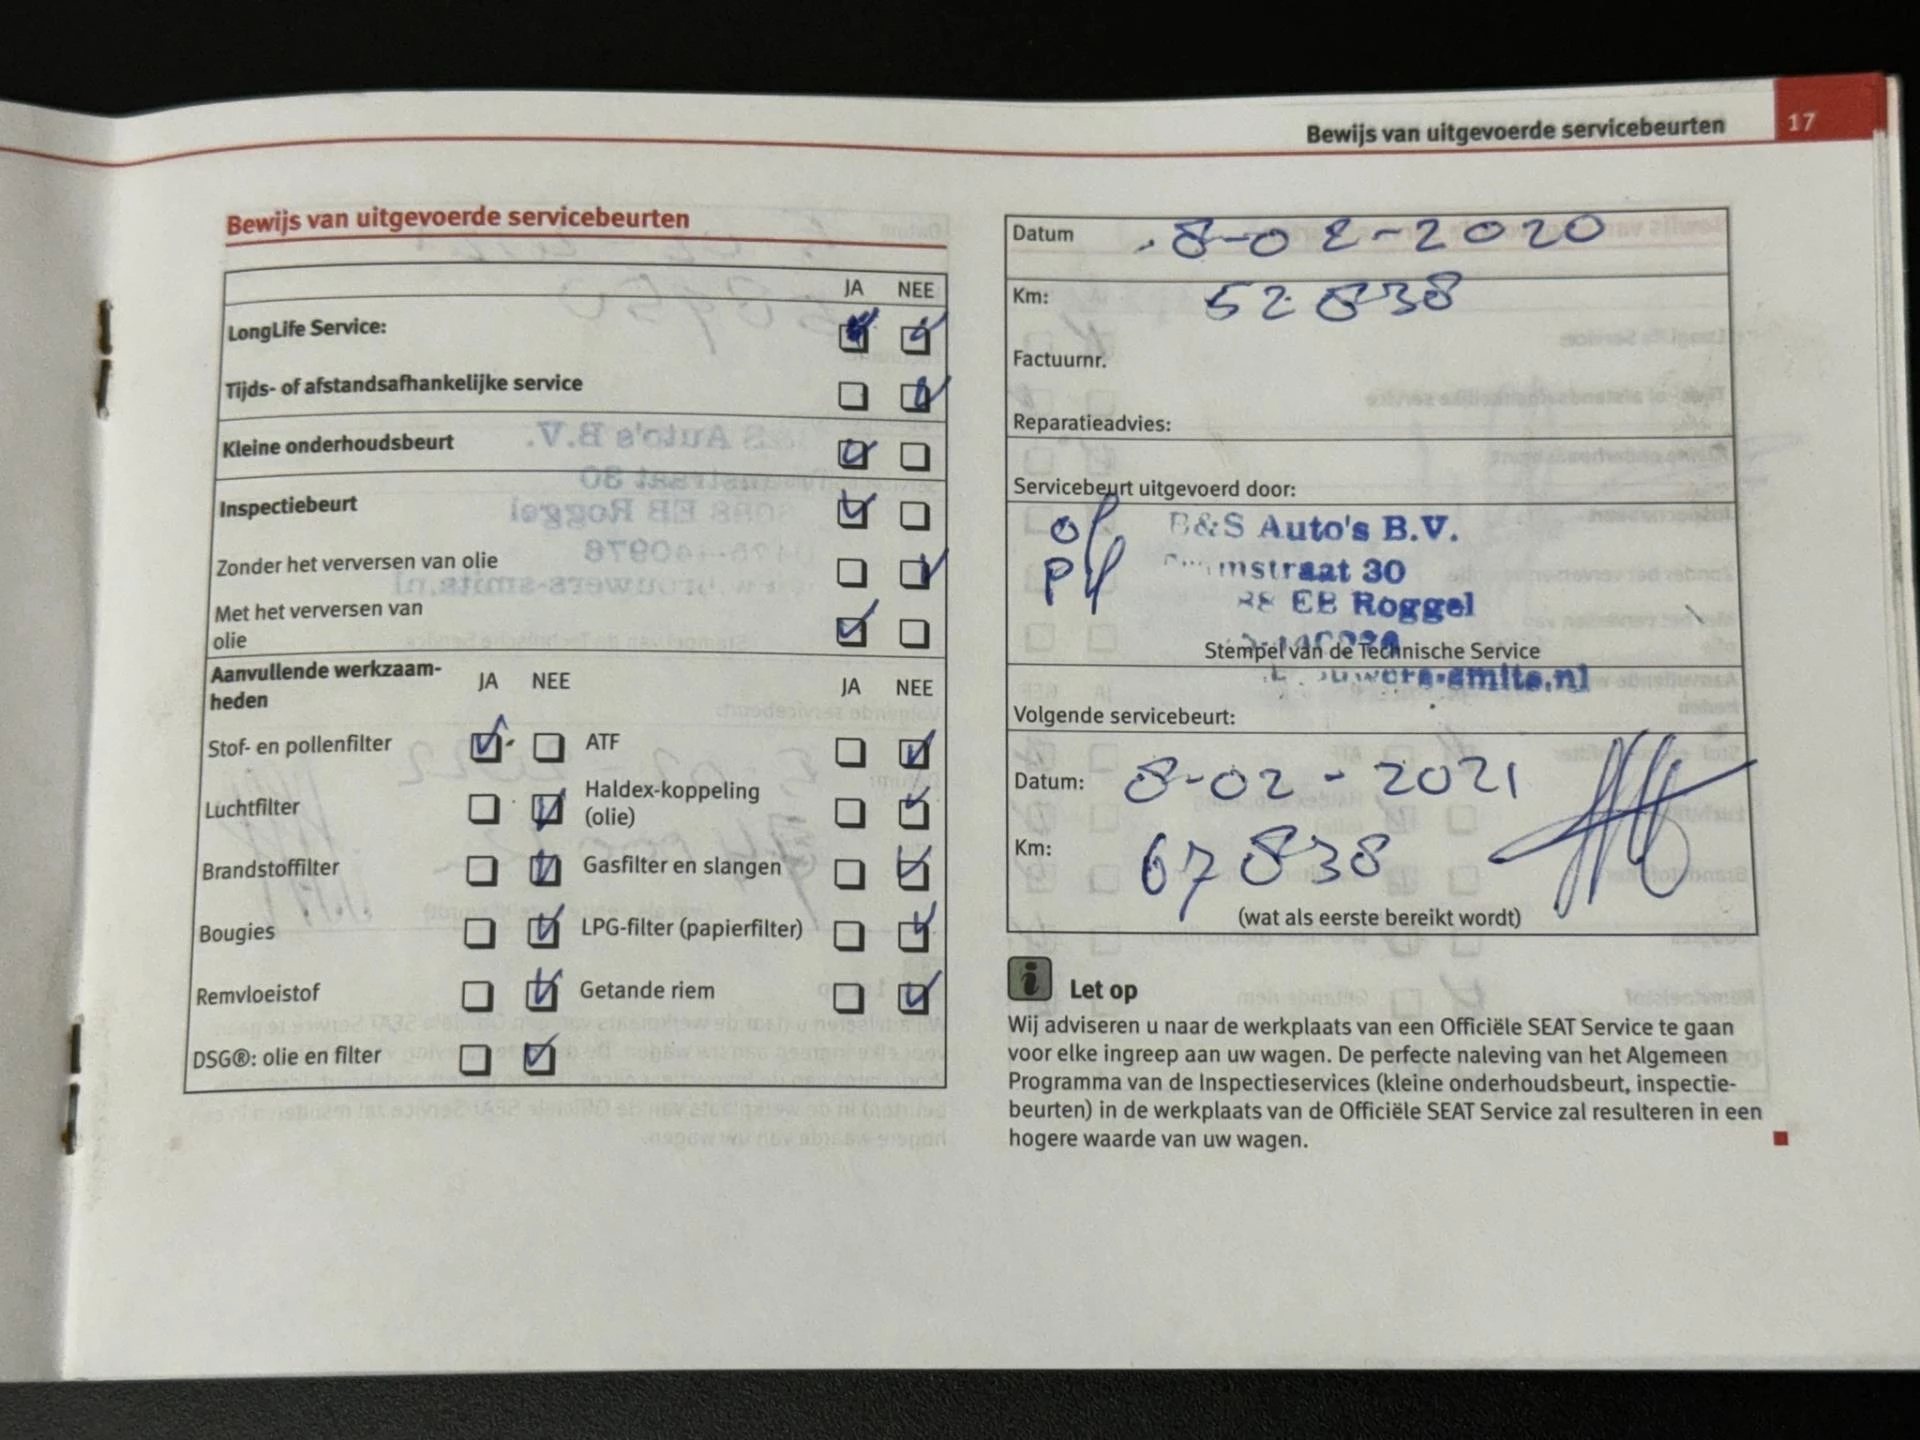 Bewijs van uitgevoerde servicebeurten 17
Bewijs van uitgevoerde servicebeurten
JA NEE
LongLife Service:
Tijds- of afstandsafhankelijke service
Kleine onderhoudsbeurt
Inspectiebeurt
Zonder het verversen van olie
Met het verversen van
olie
Aanvullende werkzaam-
heden
JA NEE JA NEE
Stof- en pollenfilter ATF
Luchtfilter Haldex-koppeling
(olie)
Brandstoffilter Gasfilter en slangen
Bougies LPG-filter (papierfilter)
Remvloeistof Getande riem
DSG®: olie en filter
Datum 8-02-2020
Km: 52838
Factuurnr.
Reparatieadvies:
Servicebeurt uitgevoerd door:
of B&S Auto's B.V.
pf 30
EB Roggel
Stempel van de Technische Service
Volgende servicebeurt:
Datum: 8-02-2021
Km: 67838
(wat als eerste bereikt wordt)
i Let op
Wij adviseren u naar de werkplaats van een Officiële SEAT Service te gaan
voor elke ingreep aan uw wagen. De perfecte naleving van het Algemeen
Programma van de Inspectieservices (kleine onderhoudsbeurt, inspectie-
beurten) in de werkplaats van de Officiële SEAT Service zal resulteren in een
hogere waarde van uw wagen.